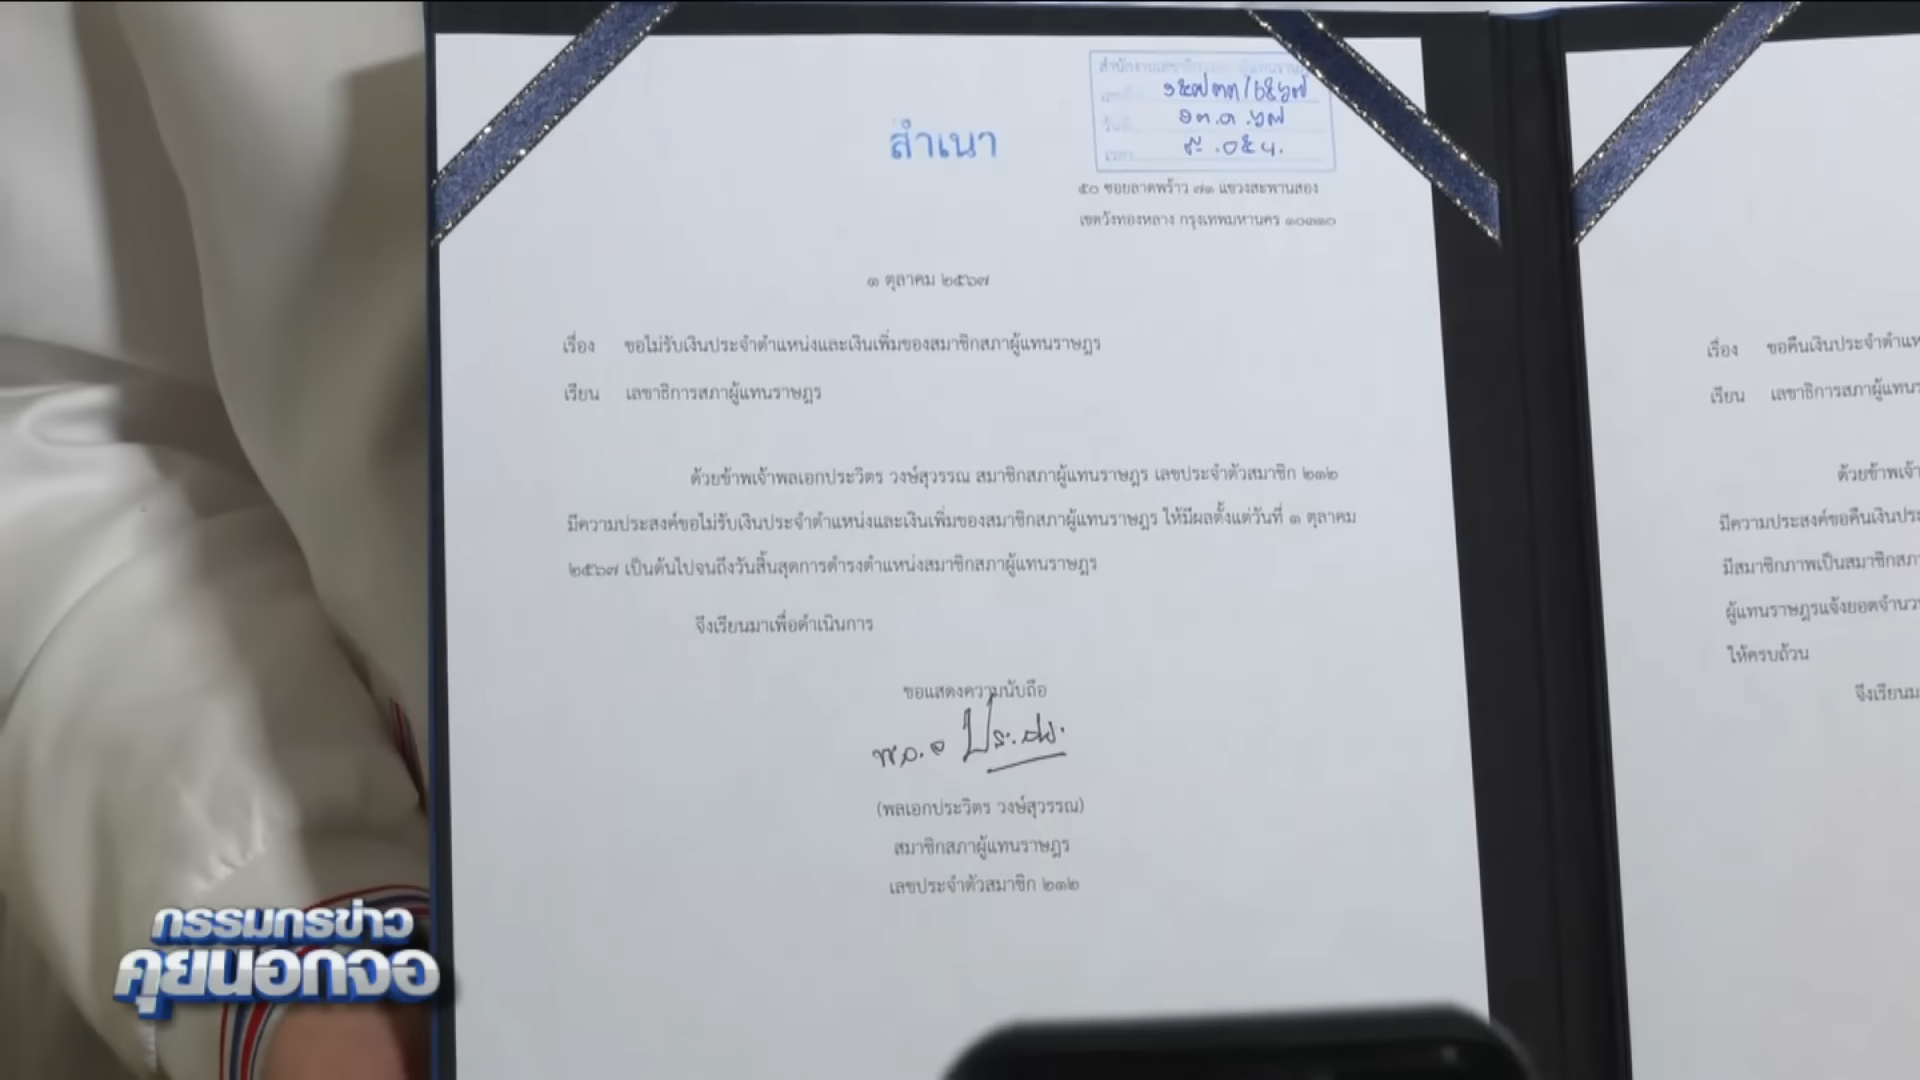 สำเนา
๕๐ ซอยลาดพร้าว ๗๑ แขวงสะพานสอง
เขตวังทองหลาง กรุงเทพมหานคร ๑๐๓๑๐
๑ ตุลาคม ๒๕๖๗
เรื่อง ขอไม่รับเงินประจำตำแหน่งและเงินเพิ่มของสมาชิกสภาผู้แทนราษฎร
เรียน เลขาธิการสภาผู้แทนราษฎร
ด้วยข้าพเจ้าพลเอกประวิตร วงษ์สุวรรณ สมาชิกสภาผู้แทนราษฎร เลขประจำตัวสมาชิก ๒๑๒
มีความประสงค์ขอไม่รับเงินประจำตำแหน่งและเงินเพิ่มของสมาชิกสภาผู้แทนราษฎร ให้มีผลตั้งแต่วันที่ ๑ ตุลาคม
๒๕๖๗ เป็นต้นไปจนถึงวันสิ้นสุดการดำรงตำแหน่งสมาชิกสภาผู้แทนราษฎร
จึงเรียนมาเพื่อดำเนินการ
ขอแสดงความนับถือ
พล.อ
(พลเอกประวิตร วงษ์สุวรรณ)
สมาชิกสภาผู้แทนราษฎร
เลขประจำตัวสมาชิก ๒๑๒
เรื่อง ขอคืนเงินประจำตำแห
เรียน เลขาธิการสภาผู้แทนร
ด้วยข้าพเจ้า
มีความประสงค์ขอคืนเงินประ
มีสมาชิกภาพเป็นสมาชิกสภา
ผู้แทนราษฎรแจ้งยอดจำนว
ให้ครบถ้วน
จึงเรียนม
กรรมกรข่าว
คุยนอกจอ